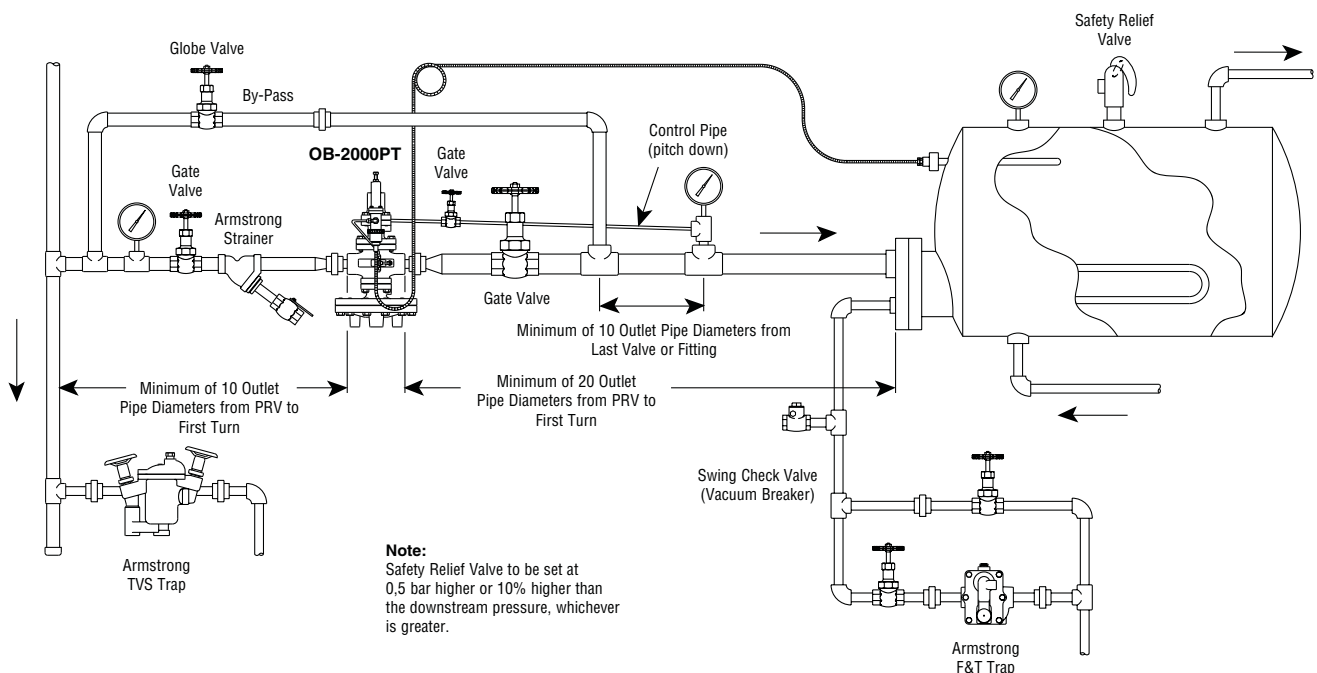 Safety Relief
Valve
Globe Valve
By-Pass
OB-2000PT
Gate
Valve
Control Pipe
(pitch down)
Gate
Valve
Armstrong
Strainer
Gate Valve
Minimum of 10 Outlet Pipe Diameters from
Last Valve or Fitting
Minimum of 10 Outlet
Pipe Diameters from PRV to
First Turn
Minimum of 20 Outlet
Pipe Diameters from PRV to
First Turn
Swing Check Valve
(Vacuum Breaker)
Armstrong
TVS Trap
Note:
Safety Relief Valve to be set at
0,5 bar higher or 10% higher than
the downstream pressure, whichever
is greater.
Armstrong
F&T Trap